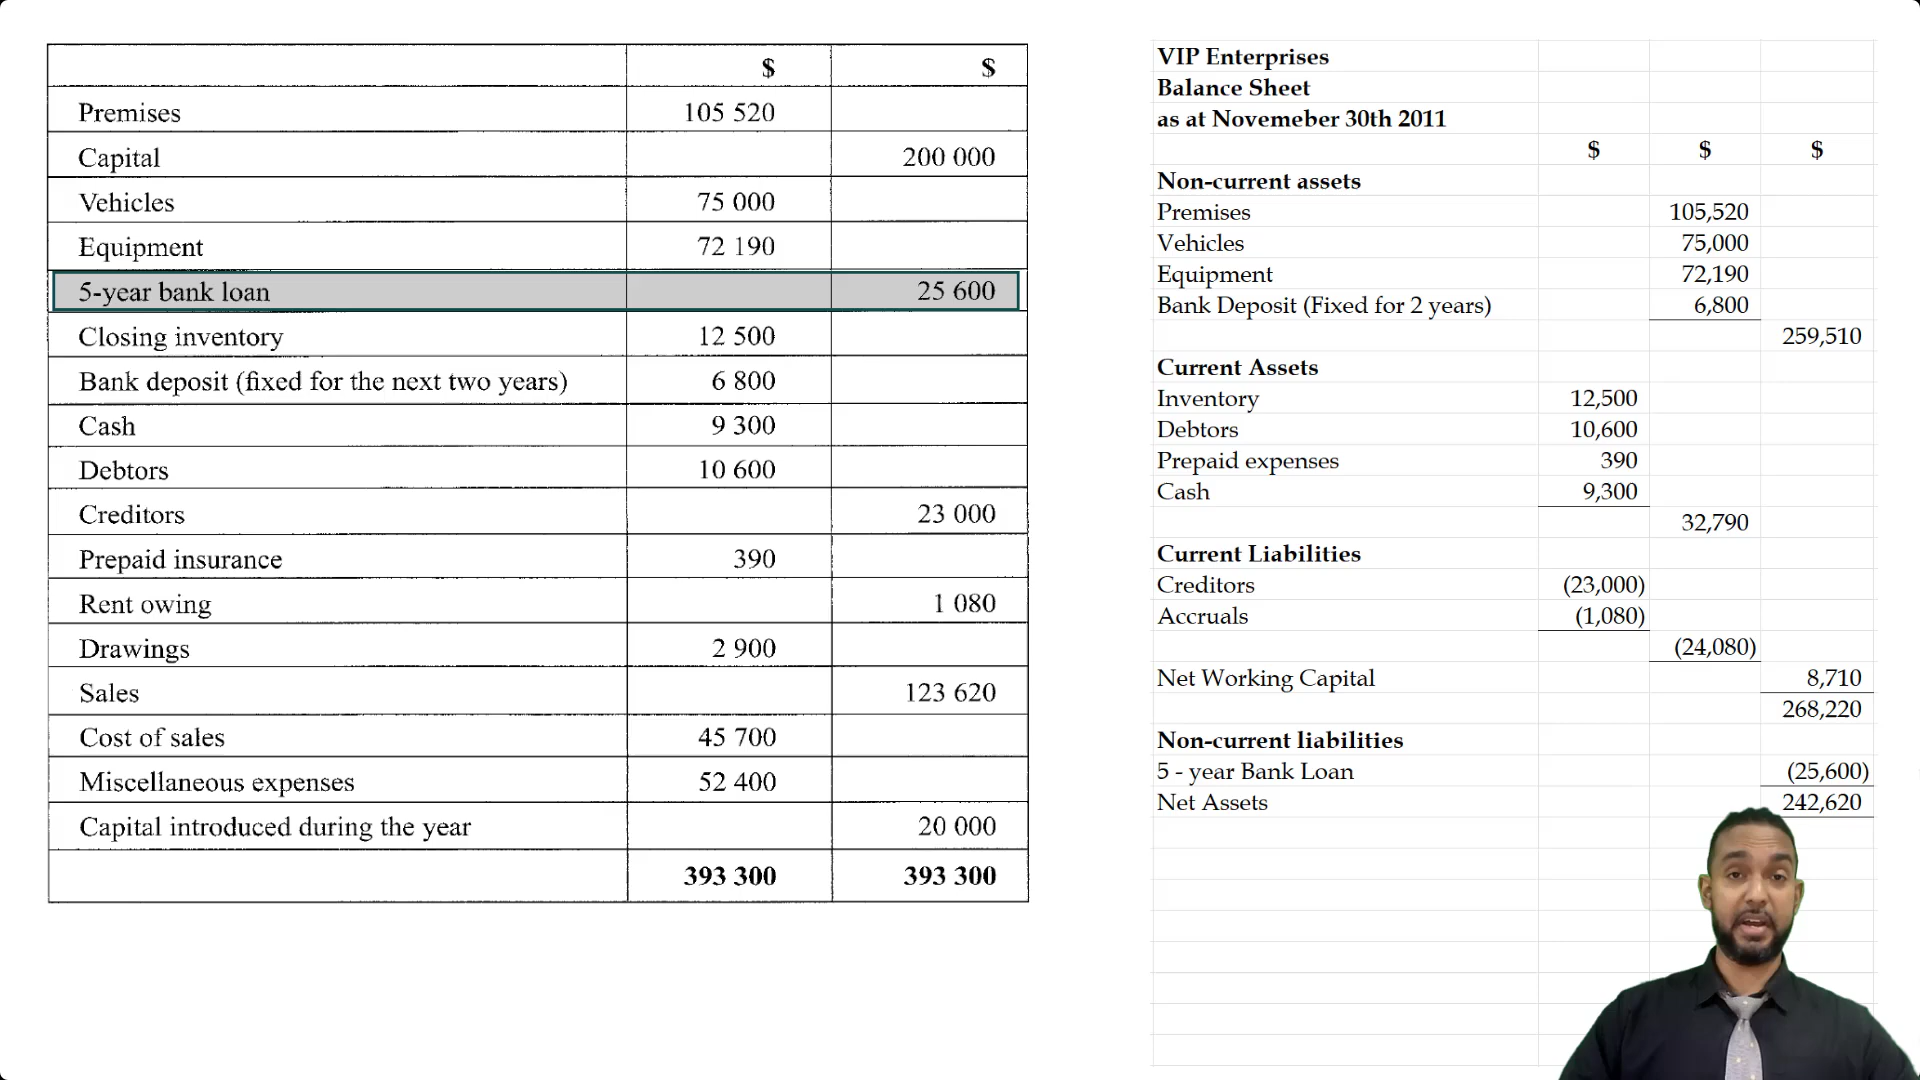 $ $
Premises 105 520
Capital 200 000
Vehicles 75 000
Equipment 72 190
5-year bank loan 25 600
Closing inventory 12 500
Bank deposit (fixed for the next two years) 6 800
Cash 9 300
Debtors 10 600
Creditors 23 000
Prepaid insurance 390
Rent owing 1 080
Drawings 2 900
Sales 123 620
Cost of sales 45 700
Miscellaneous expenses 52 400
Capital introduced during the year 20 000
393 300 393 300
VIP Enterprises
Balance Sheet
as at Novemeber 30th 2011
$ $ $
Non-current assets
Premises 105,520
Vehicles 75,000
Equipment 72,190
Bank Deposit (Fixed for 2 years) 6,800
259,510
Current Assets
Inventory 12,500
Debtors 10,600
Prepaid expenses 390
Cash 9,300
32,790
Current Liabilities
Creditors (23,000)
Accruals (1,080)
(24,080)
Net Working Capital 8,710
268,220
Non-current liabilities
5 - year Bank Loan (25,600)
Net Assets 242,620